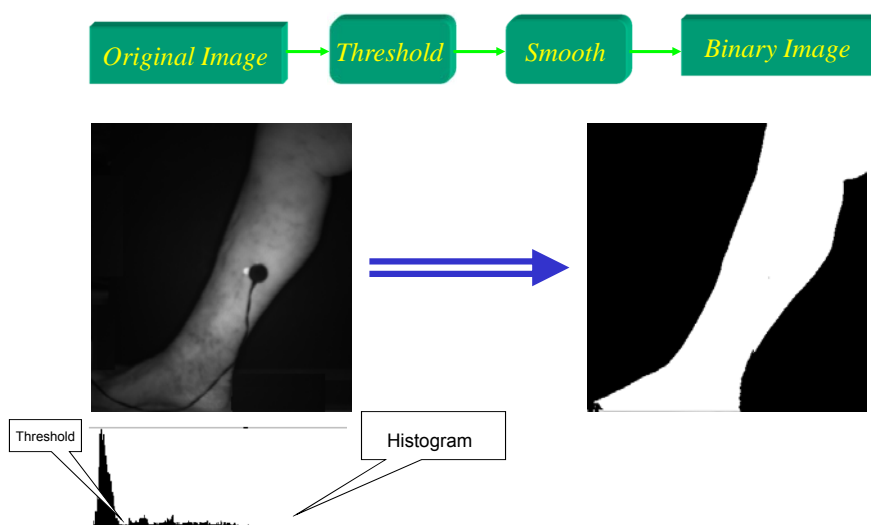 Original Image
Threshold
Smooth
Binary Image
Threshold
Histogram